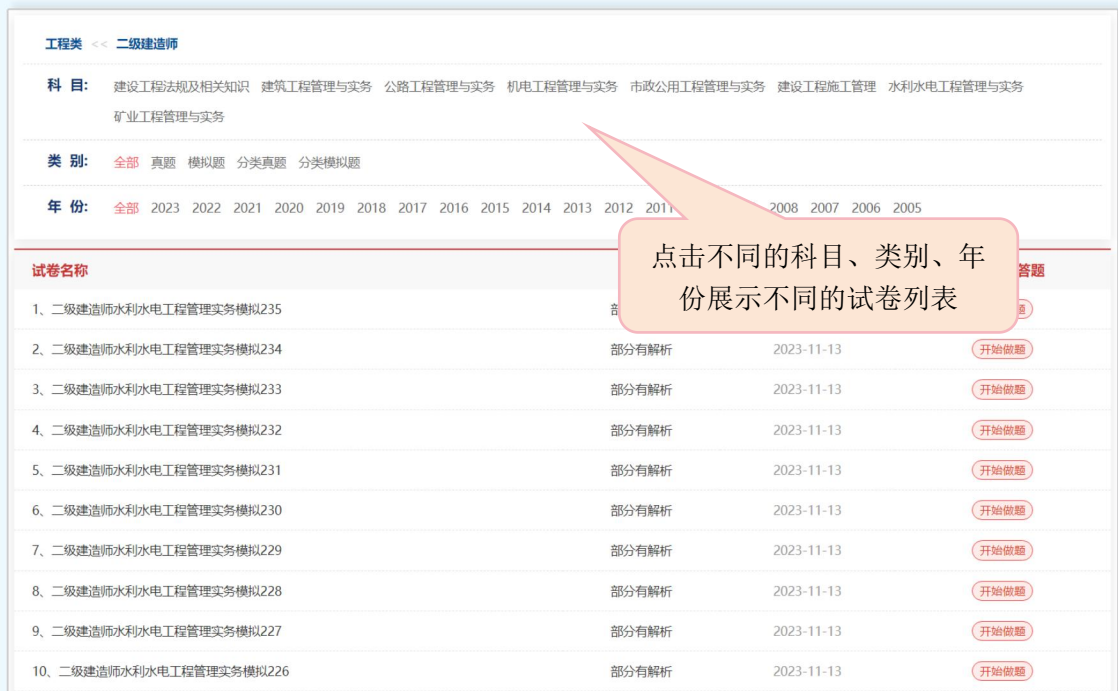 工程类 << 二级建造师
科 目: 建设工程法规及相关知识 建筑工程管理与实务 公路工程管理与实务 机电工程管理与实务 市政公用工程管理与实务 建设工程施工管理 水利水电工程管理与实务
矿业工程管理与实务
类 别: 全部 真题 模拟题 分类真题 分类模拟题
年 份: 全部 2023 2022 2021 2020 2019 2018 2017 2016 2015 2014 2013 2012 2011 2008 2007 2006 2005
点击不同的科目、类别、年
份展示不同的试卷列表
试卷名称 答题
1、二级建造师水利水电工程管理实务模拟235
2、二级建造师水利水电工程管理实务模拟234 部分有解析 2023-11-13 开始做题
3、二级建造师水利水电工程管理实务模拟233 部分有解析 2023-11-13 开始做题
4、二级建造师水利水电工程管理实务模拟232 部分有解析 2023-11-13 开始做题
5、二级建造师水利水电工程管理实务模拟231 部分有解析 2023-11-13 开始做题
6、二级建造师水利水电工程管理实务模拟230 部分有解析 2023-11-13 开始做题
7、二级建造师水利水电工程管理实务模拟229 部分有解析 2023-11-13 开始做题
8、二级建造师水利水电工程管理实务模拟228 部分有解析 2023-11-13 开始做题
9、二级建造师水利水电工程管理实务模拟227 部分有解析 2023-11-13 开始做题
10、二级建造师水利水电工程管理实务模拟226 部分有解析 2023-11-13 开始做题